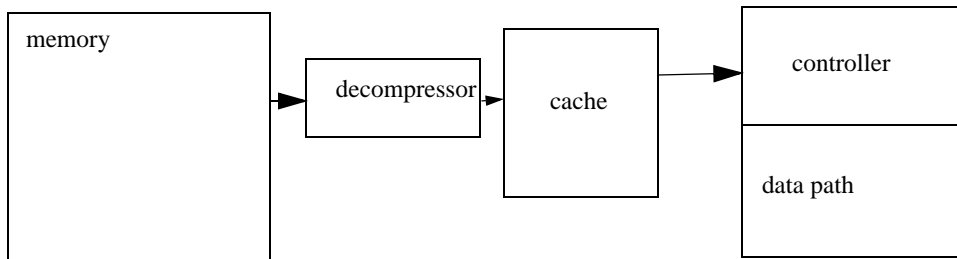 memory
decompressor
cache
controller
data path